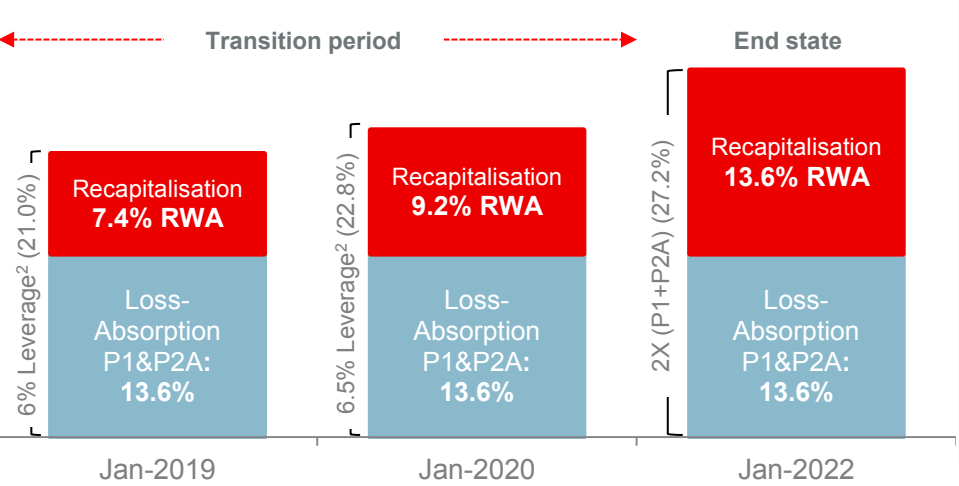 Transition period
End state
6% Leverage² (21.0%)
Recapitalisation
7.4% RWA
Loss-
Absorption
P1&P2A:
13.6%
6.5% Leverage² (22.8%)
Recapitalisation
9.2% RWA
Loss-
Absorption
P1&P2A:
13.6%
2X (P1+P2A) (27.2%)
Recapitalisation
13.6% RWA
Loss-
Absorption
P1&P2A:
13.6%
Jan-2019
Jan-2020
Jan-2022